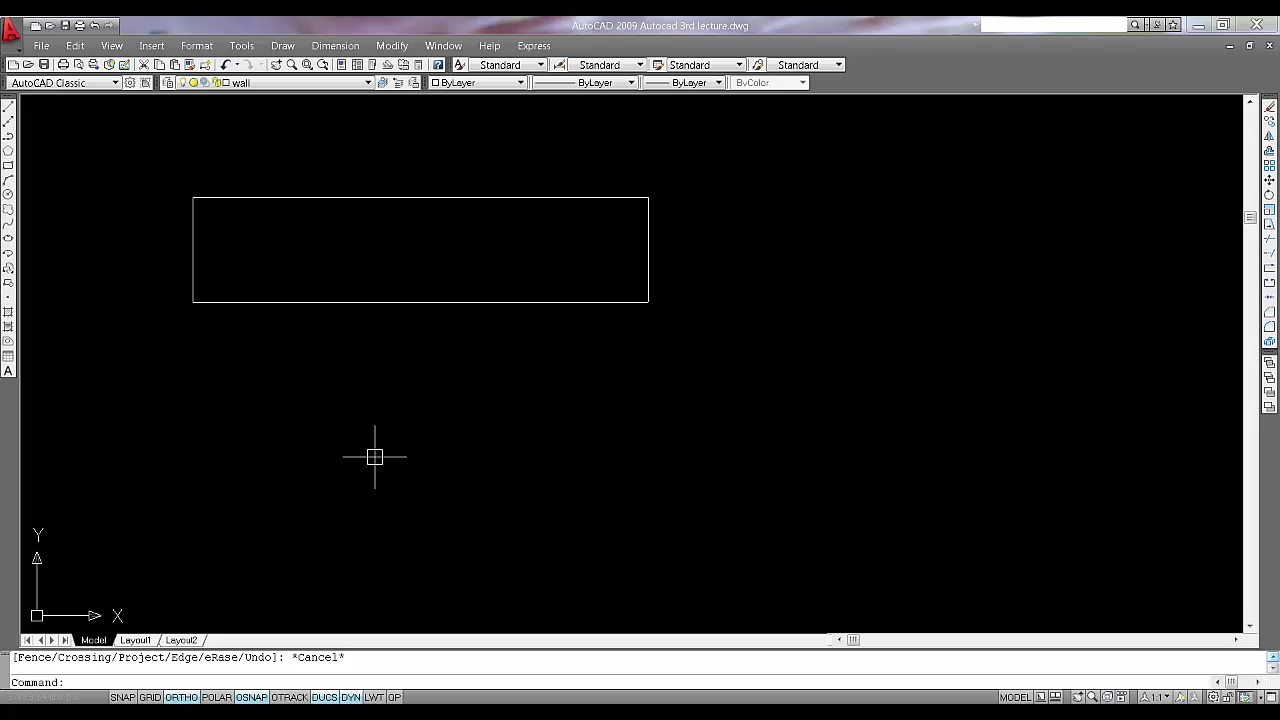 AutoCAD 2009 Autocad 3rd lecture.dwg
File Edit View Insert Format Tools Draw Dimension Modify Window Help Express
Standard Standard Standard Standard
AutoCAD Classic wall ByLayer ByLayer ByLayer ByColor
A
Y
X
Model Layout1 Layout2
[Fence/Crossing/Project/Edge/eRase/Undo]: *Cancel*
Command:
SNAP GRID ORTHO POLAR OSNAP OTRACK DUCS DYN LWT QP MODEL 1:1